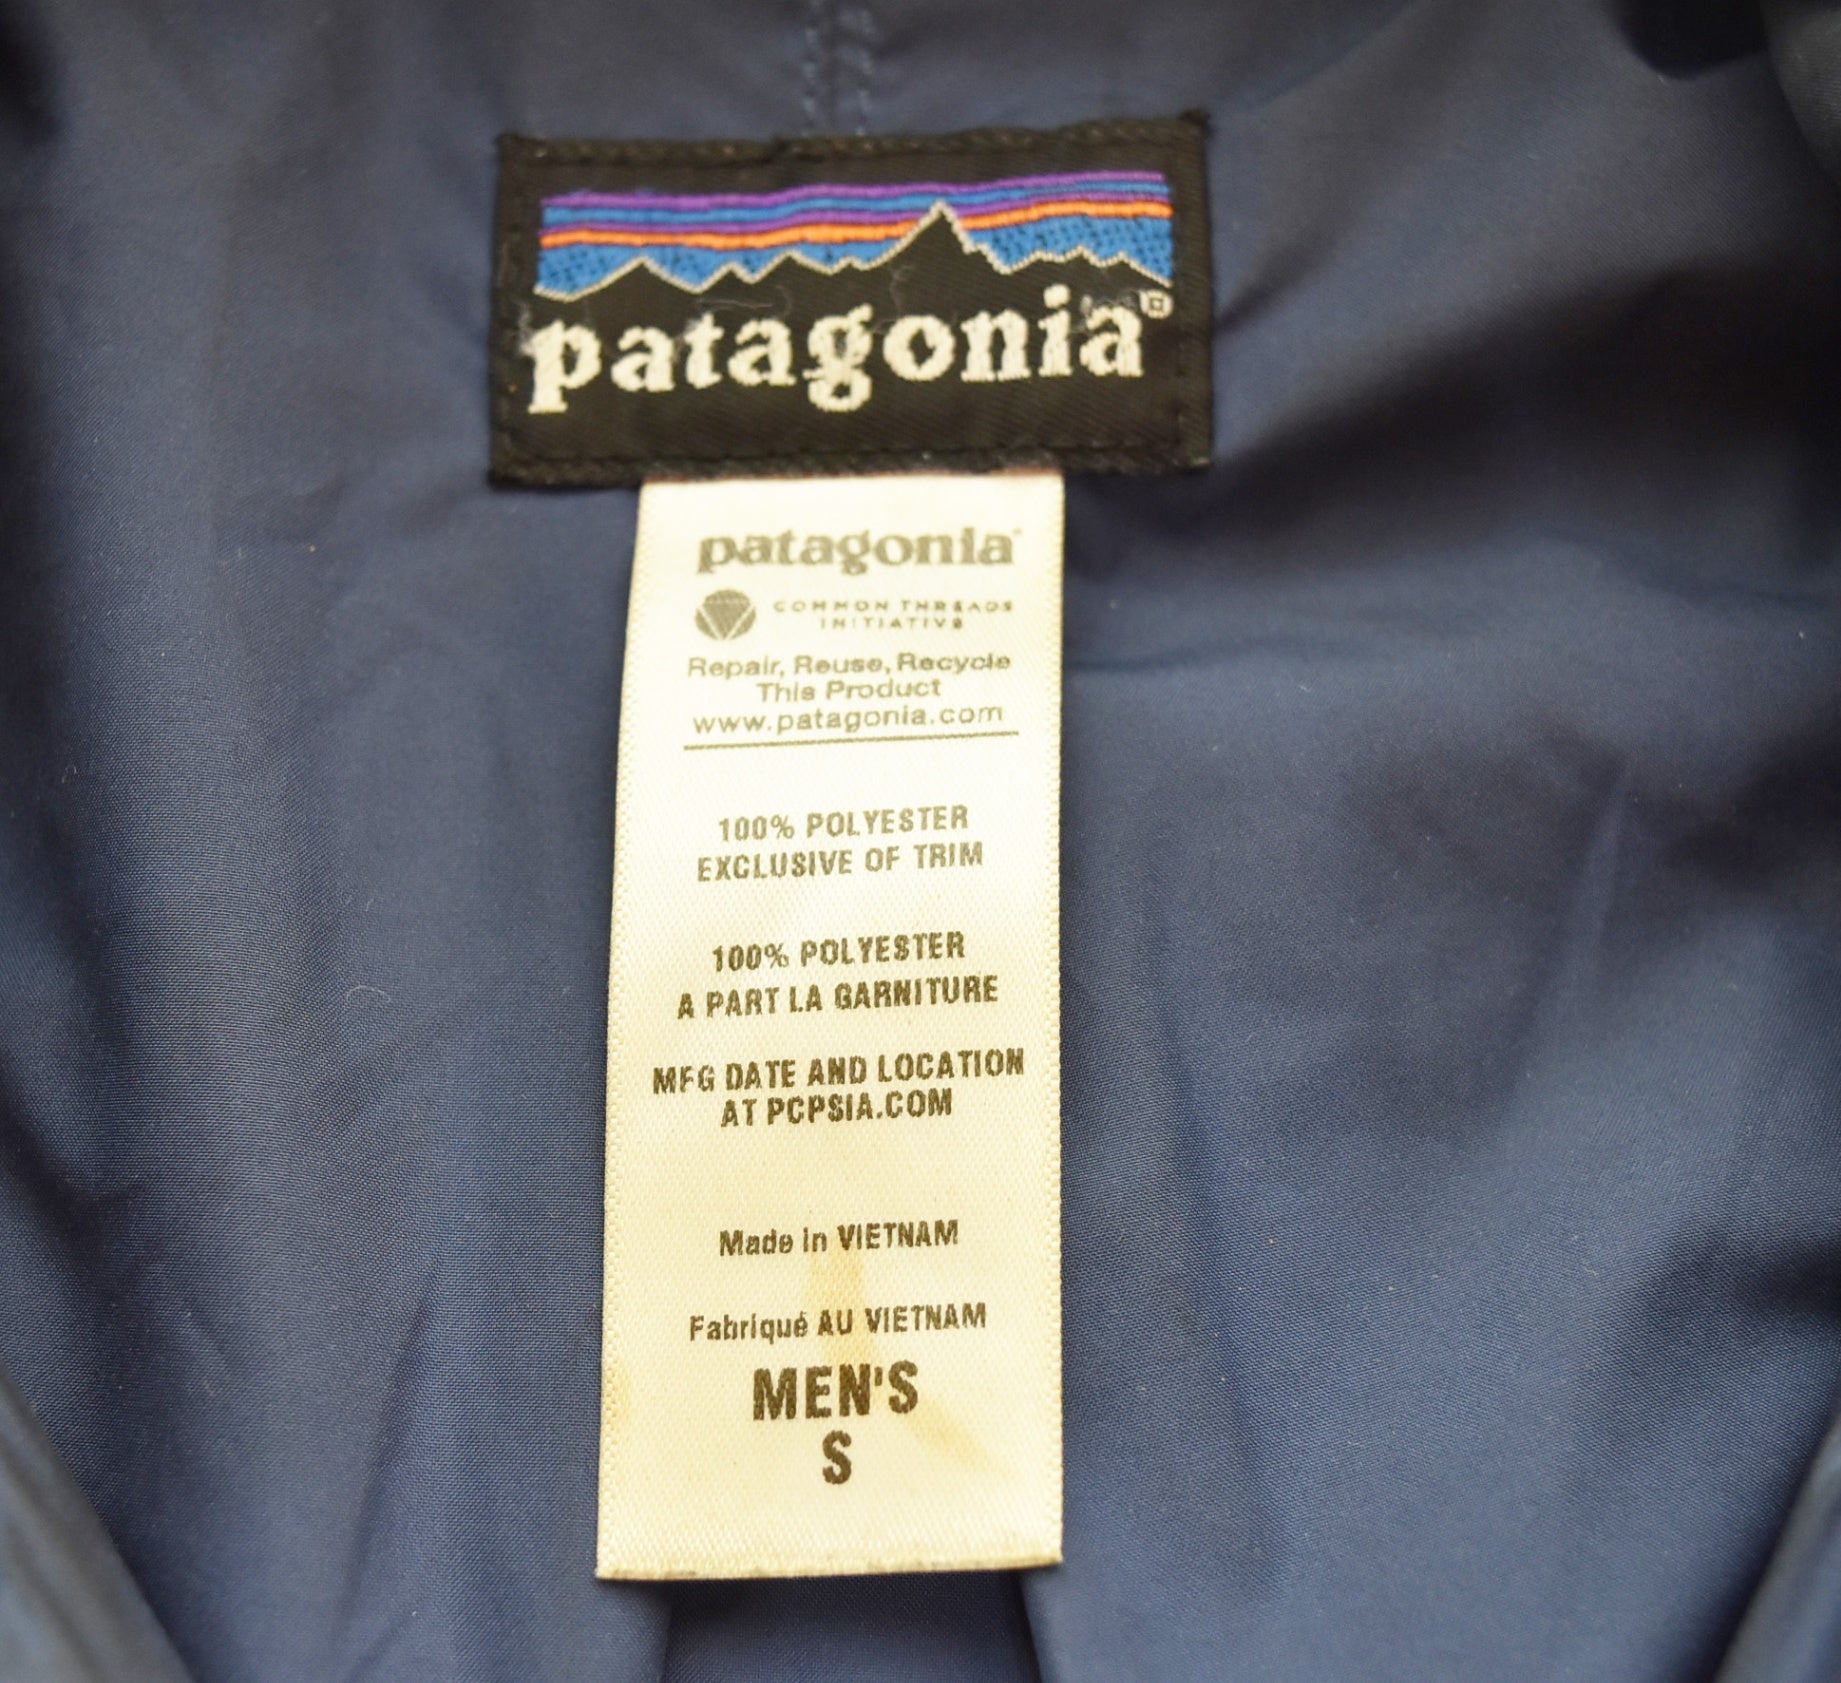 patagonia®
patagonia
COMMON THREADS
INITIATIVE
Repair, Reuse, Recycle
This Product
www.patagonia.com
100% POLYESTER
EXCLUSIVE OF TRIM
100% POLYESTER
A PART LA GARNITURE
MFG DATE AND LOCATION
AT PCPSIA.COM
Made in VIETNAM
Fabriqué AU VIETNAM
MEN'S
S